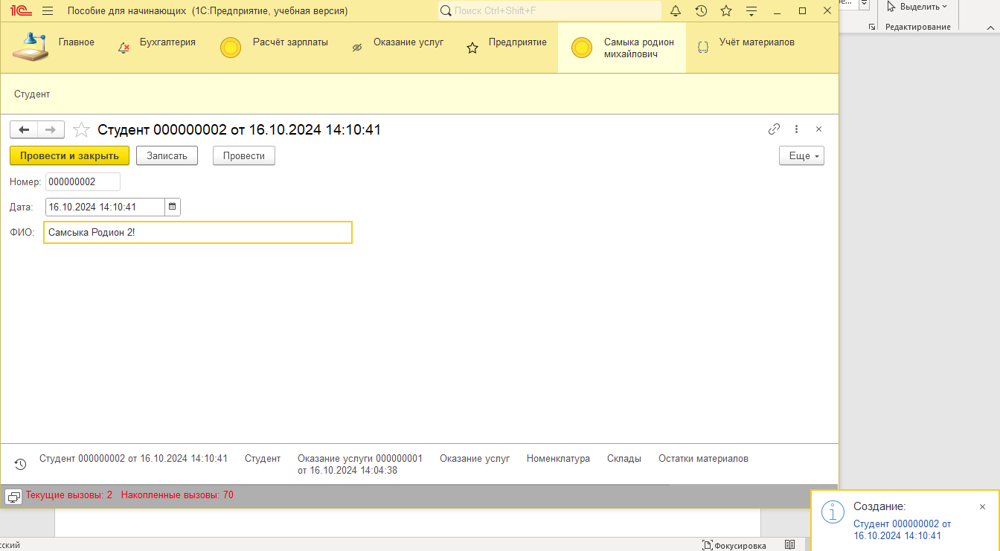 1С Пособие для начинающих (1С:Предприятие, учебная версия) Поиск Ctrl+Shift+F
Выделить
Редактирование
Главное Бухгалтерия Расчёт зарплаты Оказание услуг Предприятие Самыка родион Учёт материалов
михайлович
Студент
Студент 000000002 от 16.10.2024 14:10:41
Провести и закрыть Записать Провести Еще
Номер: 000000002
Дата: 16.10.2024 14:10:41
ФИО: Самсыка Родион 2!
Студент 000000002 от 16.10.2024 14:10:41 Студент Оказание услуги 000000001 Оказание услуг Номенклатура Склады Остатки материалов
от 16.10.2024 14:04:38
Текущие вызовы: 2 Накопленные вызовы: 70
Создание:
Студент 000000002 от
16.10.2024 14:10:41
Фокусировка